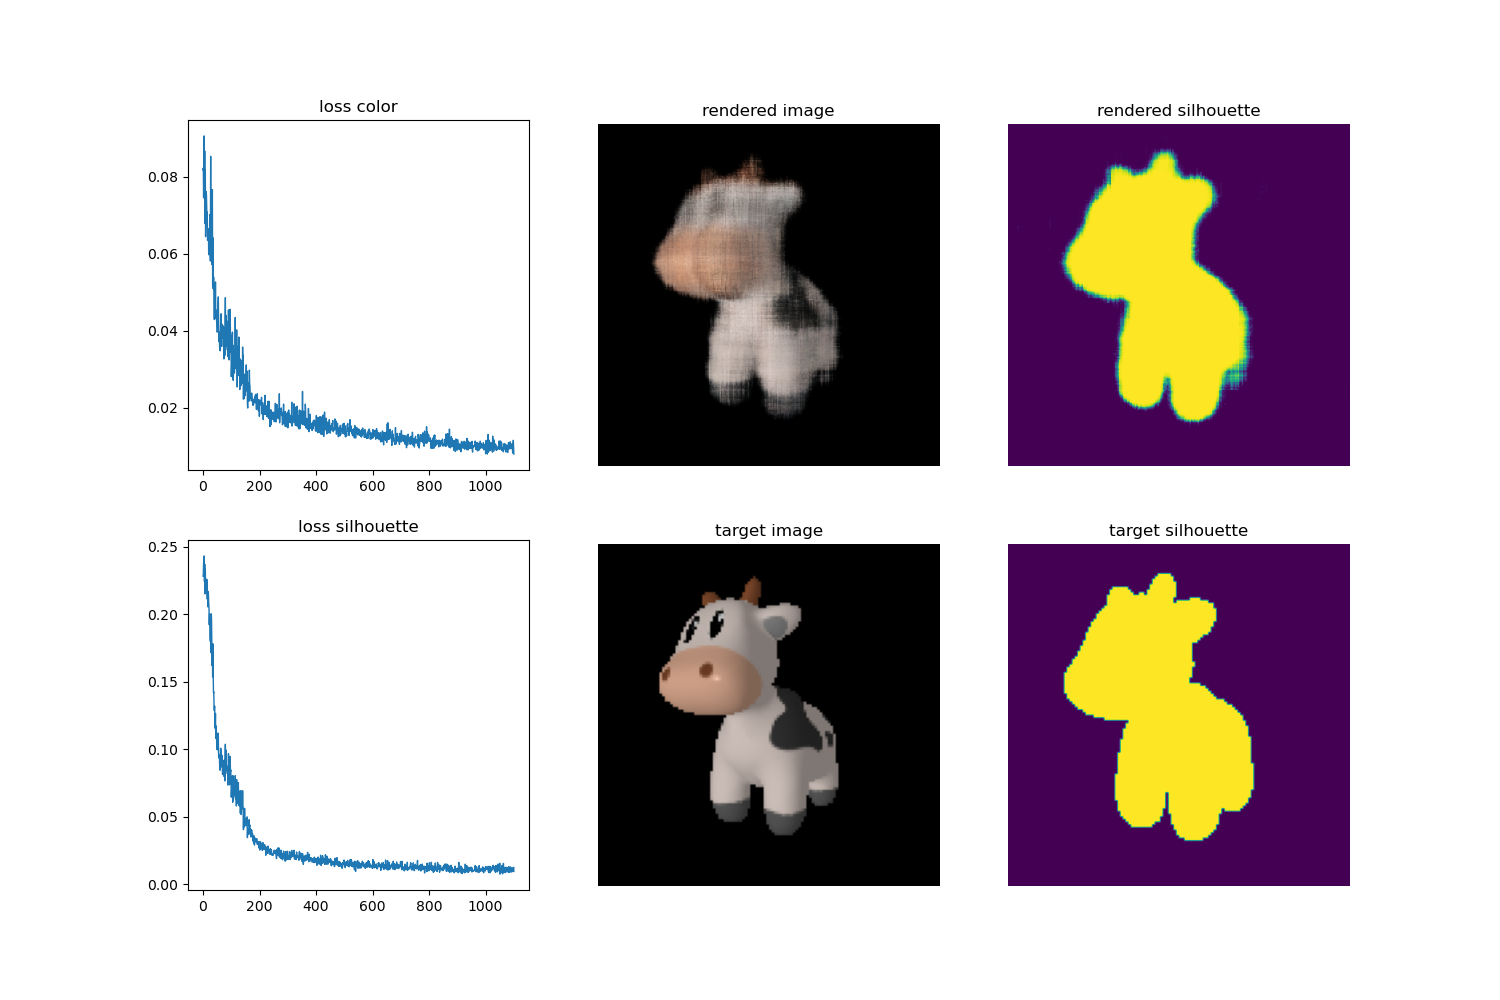 loss color
0.08
0.06
0.04
0.02
0 200 400 600 800 1000
rendered image
rendered silhouette
loss silhouette
0.25
0.20
0.15
0.10
0.05
0.00
0 200 400 600 800 1000
target image
target silhouette